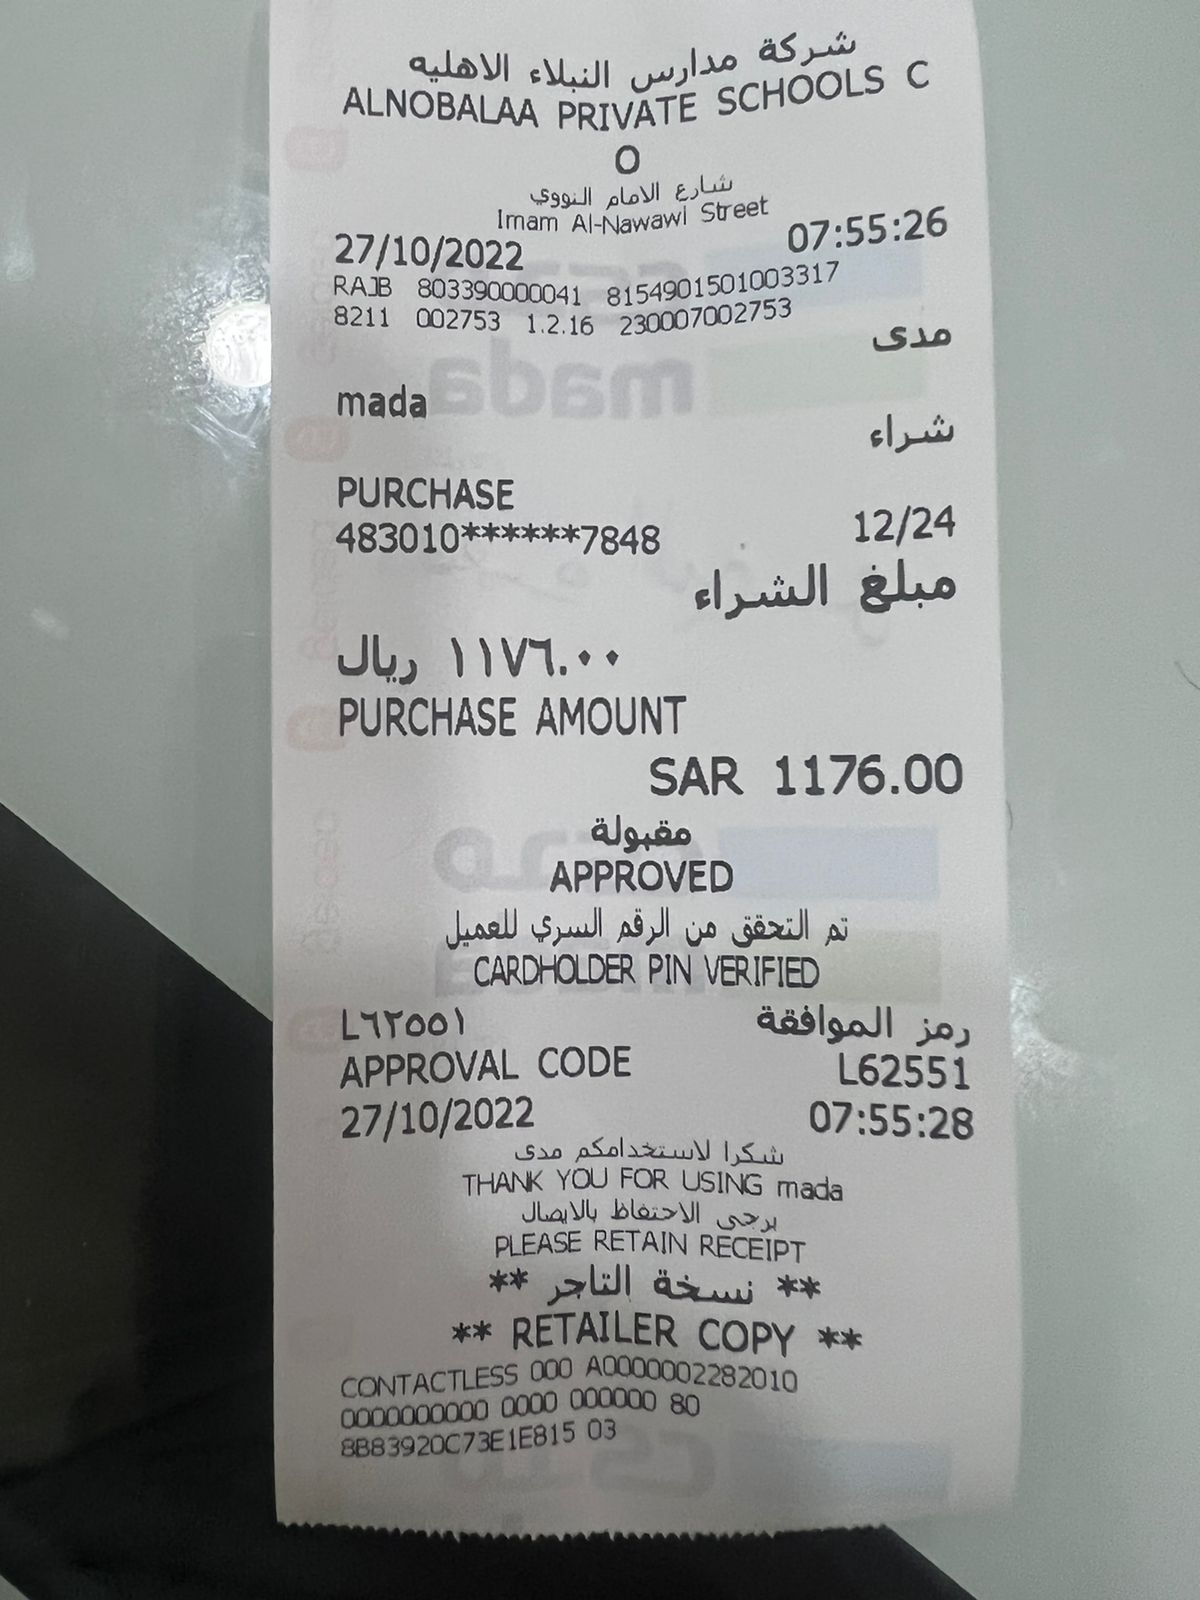 شركة مدارس النبلاء الاهليه
ALNOBALAA PRIVATE SCHOOLS C
O
شارع الامام النووي
Imam Al-Nawawi Street
27/10/2022 07:55:26
RAJB 803390000041 8154901501003317
8211 002753 1.2.16 230007002753
مدى
mada
شراء
PURCHASE
483010******7848 12/24
مبلغ الشراء
١١٧٦.٠٠ ريال
PURCHASE AMOUNT
SAR 1176.00
مقبولة
APPROVED
تم التحقق من الرقم السري للعميل
CARDHOLDER PIN VERIFIED
رمز الموافقة L٦٢٥٥١
APPROVAL CODE L62551
27/10/2022 07:55:28
شكرا لاستخدامكم مدى
THANK YOU FOR USING mada
يرجى الاحتفاظ بالايصال
PLEASE RETAIN RECEIPT
** نسخة التاجر **
** RETAILER COPY **
CONTACTLESS 000 A0000002282010
0000000000 0000 000000 80
8B83920C73E1E815 03